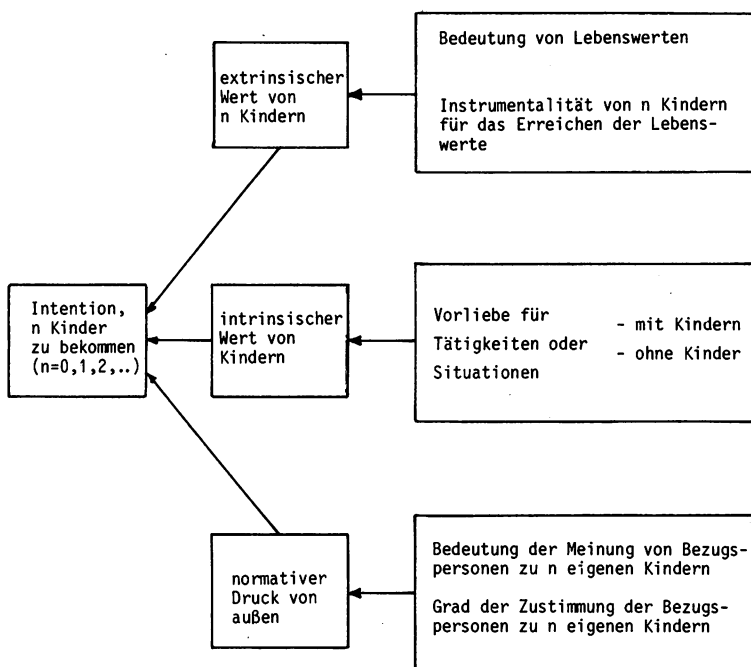 extrinsischer
Wert von
n Kindern
Bedeutung von Lebenswerten
Instrumentalität von n Kindern
für das Erreichen der Lebens-
werte
Intention,
n Kinder
zu bekommen
(n=0,1,2,..)
intrinsischer
Wert von
Kindern
Vorliebe für
Tätigkeiten oder
Situationen
- mit Kindern
- ohne Kinder
normativer
Druck von
außen
Bedeutung der Meinung von Bezugs-
personen zu n eigenen Kindern
Grad der Zustimmung der Bezugs-
personen zu n eigenen Kindern